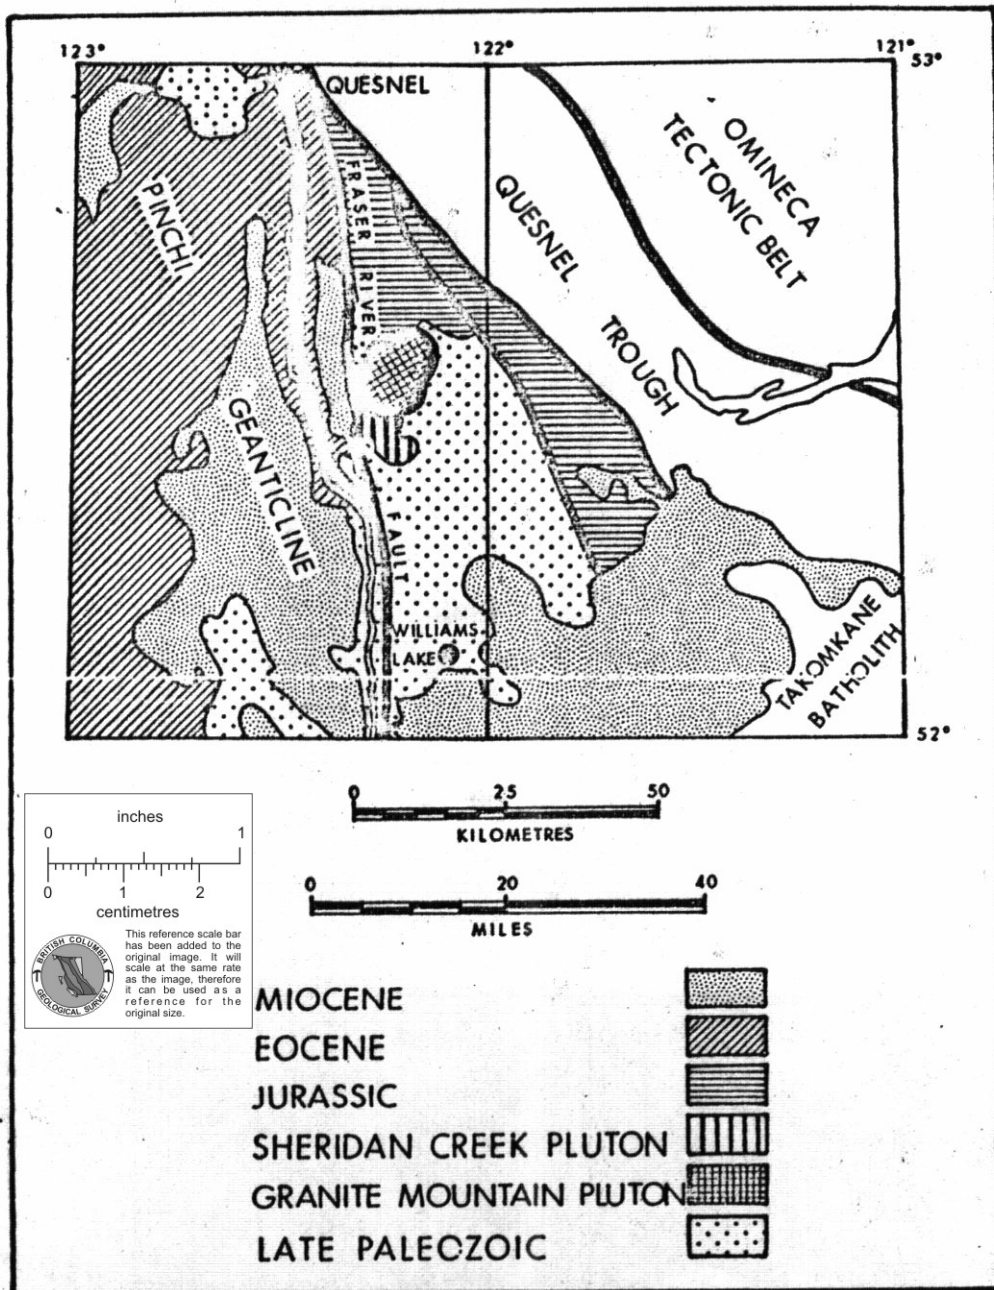 123°
122°
121°
53°
QUESNEL
OMINECA
TECTONIC BELT
PINCHI
FRASER RIVER
QUESNEL
TROUGH
GEANTICLINE
FAULT
WILLIAMS
LAKE
TAKOMKANE
BATHOLITH
52°
0 25 50
KILOMETRES
0 20 40
MILES
inches
0 1
0 1 2
centimetres
BRITISH COLUMBIA
GEOLOGICAL SURVEY
This reference scale bar
has been added to the
original image. It will
scale at the same rate
as the image, therefore
it can be used as a
reference for the
original size.
MIOCENE
EOCENE
JURASSIC
SHERIDAN CREEK PLUTON
GRANITE MOUNTAIN PLUTON
LATE PALEOZOIC